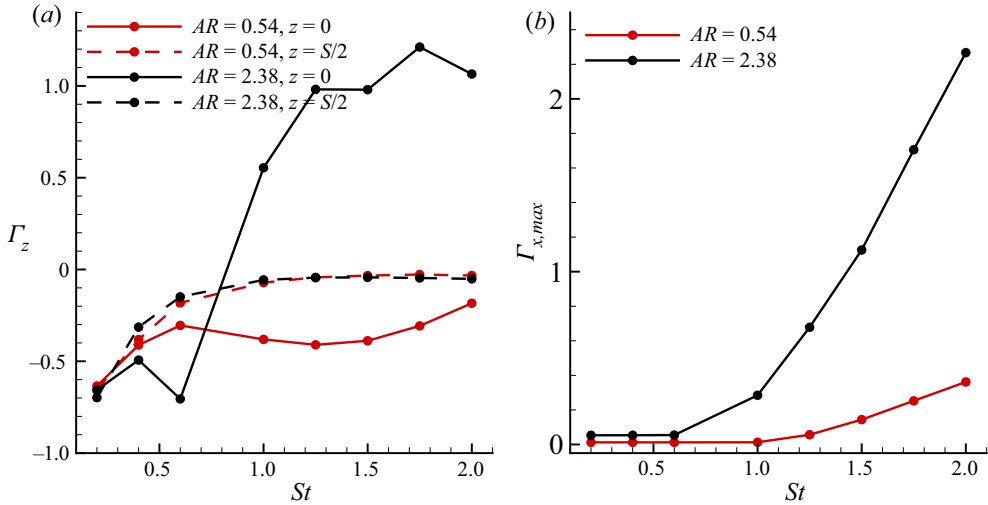 (a)
AR = 0.54, z = 0
AR = 0.54, z = S/2
AR = 2.38, z = 0
AR = 2.38, z = S/2
1.0
0.5
0
–0.5
–1.0
Γz
0.5 1.0 1.5 2.0
St
(b)
AR = 0.54
AR = 2.38
2
1
0
Γx,max
0.5 1.0 1.5 2.0
St